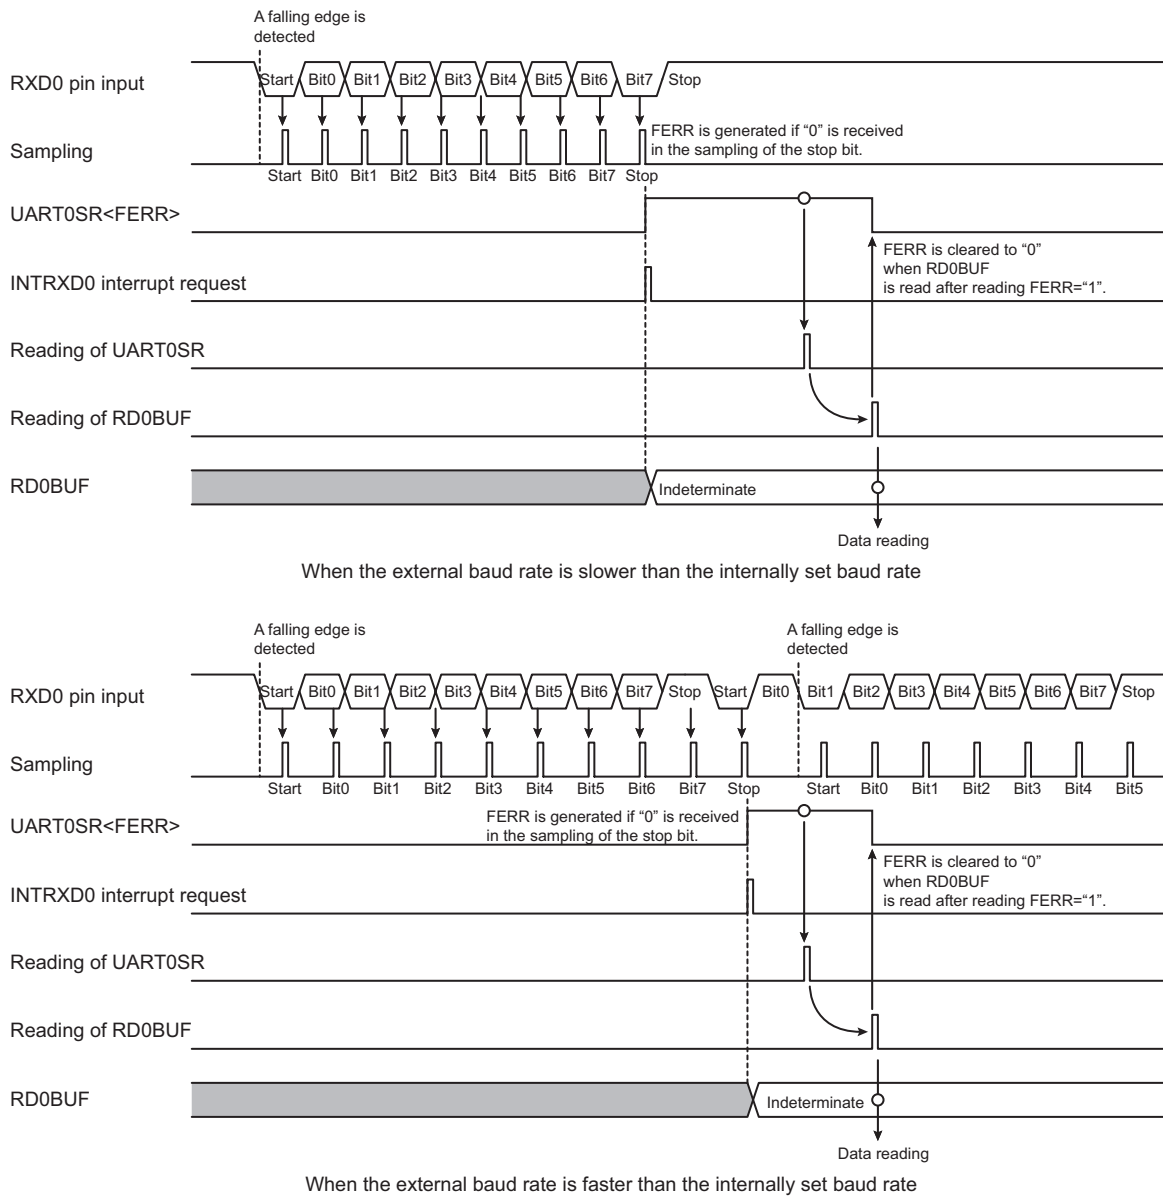 A falling edge is
detected
RXD0 pin input
Start Bit0 Bit1 Bit2 Bit3 Bit4 Bit5 Bit6 Bit7 Stop
FERR is generated if “0” is received
in the sampling of the stop bit.
Sampling
Start Bit0 Bit1 Bit2 Bit3 Bit4 Bit5 Bit6 Bit7 Stop
UART0SR<FERR>
FERR is cleared to “0”
when RD0BUF
is read after reading FERR=“1”.
INTRXD0 interrupt request
Reading of UART0SR
Reading of RD0BUF
RD0BUF
Indeterminate
Data reading
When the external baud rate is slower than the internally set baud rate
A falling edge is
detected
A falling edge is
detected
RXD0 pin input
Start Bit0 Bit1 Bit2 Bit3 Bit4 Bit5 Bit6 Bit7 Stop Start Bit0 Bit1 Bit2 Bit3 Bit4 Bit5 Bit6 Bit7 Stop
Sampling
Start Bit0 Bit1 Bit2 Bit3 Bit4 Bit5 Bit6 Bit7 Stop Start Bit0 Bit1 Bit2 Bit3 Bit4 Bit5
FERR is generated if “0” is received
in the sampling of the stop bit.
UART0SR<FERR>
FERR is cleared to “0”
when RD0BUF
is read after reading FERR=“1”.
INTRXD0 interrupt request
Reading of UART0SR
Reading of RD0BUF
RD0BUF
Indeterminate
Data reading
When the external baud rate is faster than the internally set baud rate